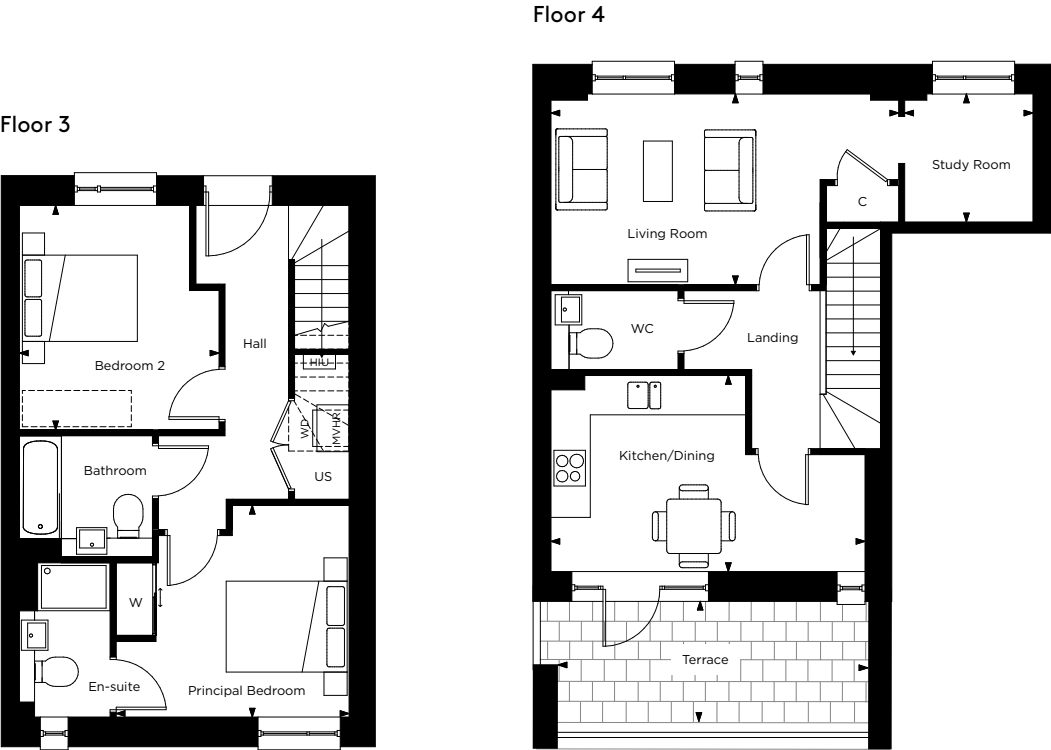 Floor 4
Floor 3
Study Room
C
Living Room
WC
Landing
Hall
HIU
Bedroom 2
WD
MVHR
Kitchen/Dining
Bathroom
US
W
Terrace
En-suite
Principal Bedroom